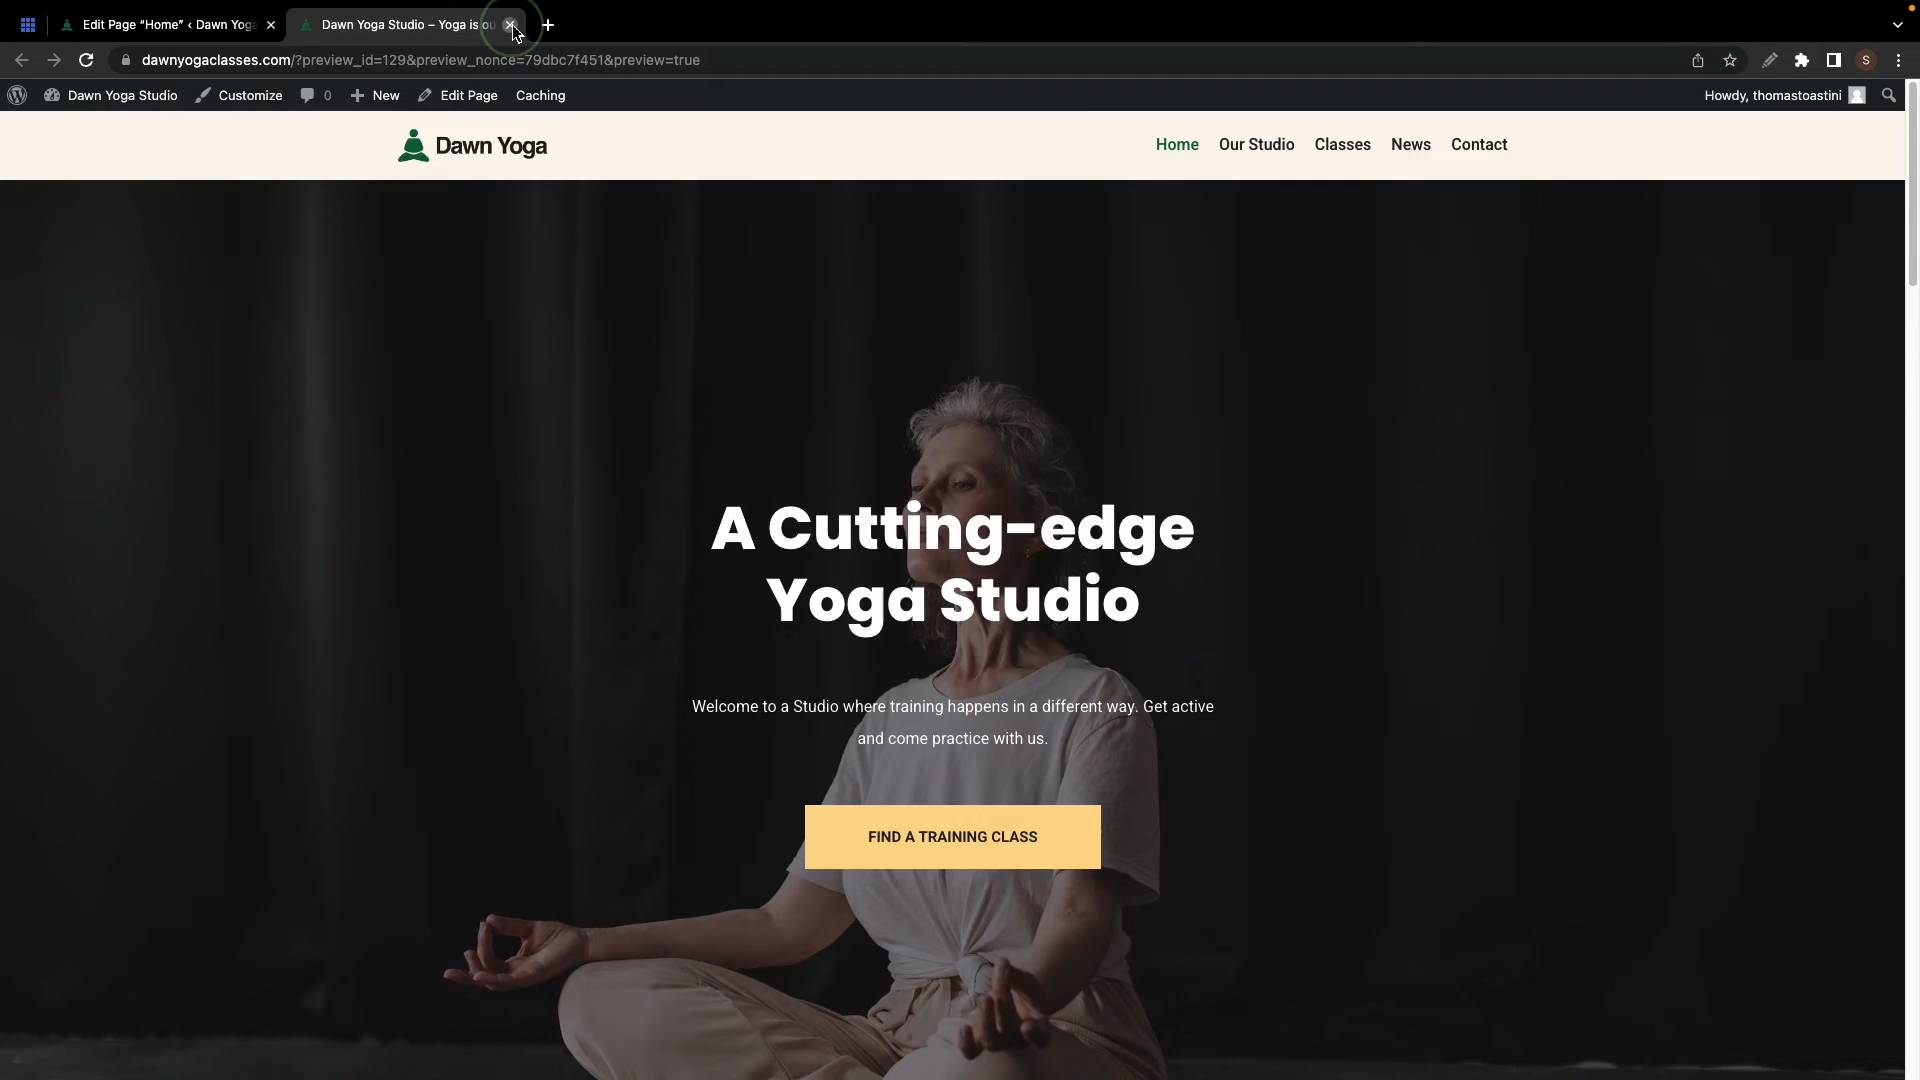 Edit Page “Home” ‹ Dawn Yoga
Dawn Yoga Studio – Yoga is ou
dawnyogaclasses.com/?preview_id=129&preview_nonce=79dbc7f451&preview=true
S
Dawn Yoga Studio
Customize
0
New
Edit Page
Caching
Howdy, thomastoastini
Dawn Yoga
Home
Our Studio
Classes
News
Contact
A Cutting-edge
Yoga Studio
Welcome to a Studio where training happens in a different way. Get active
and come practice with us.
FIND A TRAINING CLASS